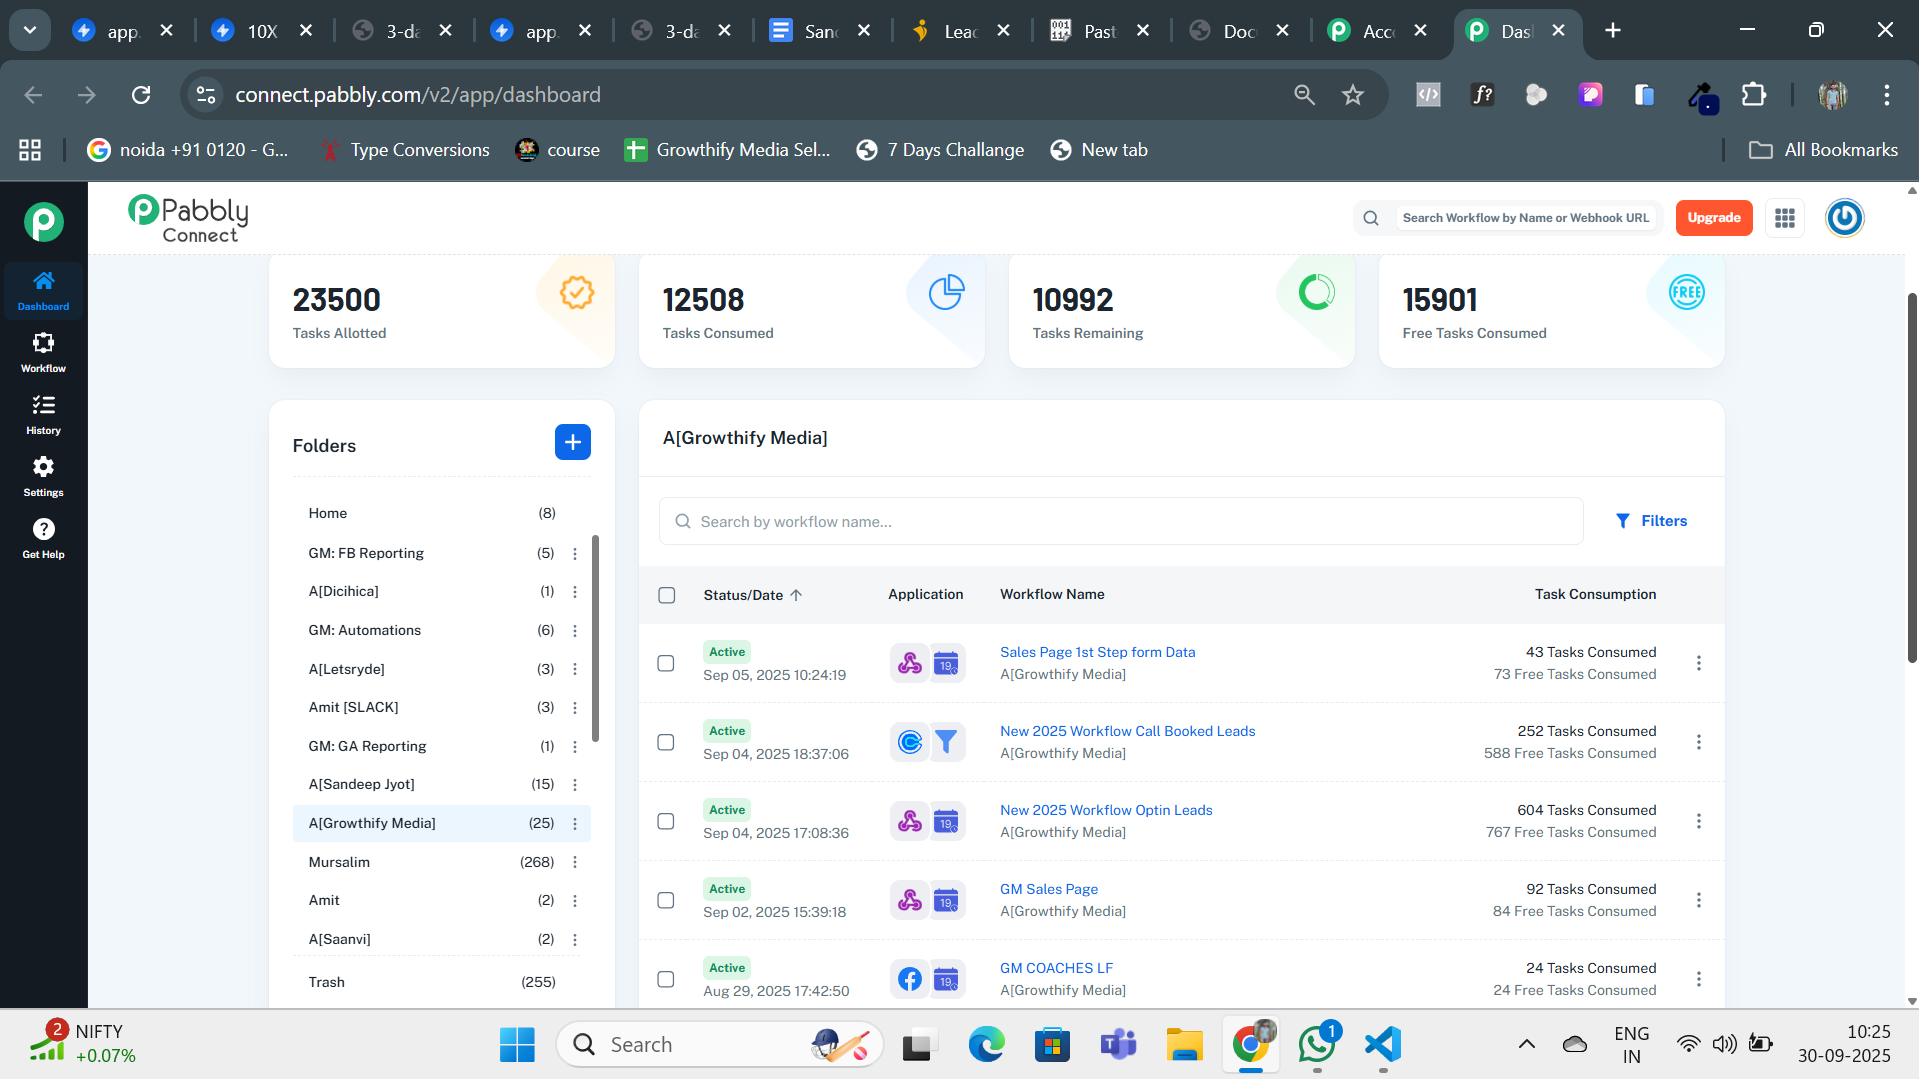 app.
10X
3-da
app.
3-da
San
Lea
Past
Doc
Acc
Das
connect.pabbly.com/v2/app/dashboard
noida +91 0120 - G...
Type Conversions
course
Growthify Media Sel...
7 Days Challange
New tab
All Bookmarks
Pabbly
Connect
Search Workflow by Name or Webhook URL
Upgrade
Dashboard
Workflow
History
Settings
Get Help
23500
Tasks Allotted
12508
Tasks Consumed
10992
Tasks Remaining
15901
Free Tasks Consumed
FREE
Folders
Home (8)
GM: FB Reporting (5)
A[Dicihica] (1)
GM: Automations (6)
A[Letsryde] (3)
Amit [SLACK] (3)
GM: GA Reporting (1)
A[Sandeep Jyot] (15)
A[Growthify Media] (25)
Mursalim (268)
Amit (2)
A[Saanvi] (2)
Trash (255)
A[Growthify Media]
Search by workflow name...
Filters
Status/Date Application Workflow Name Task Consumption
Active
Sep 05, 2025 10:24:19
19
Sales Page 1st Step form Data
A[Growthify Media]
43 Tasks Consumed
73 Free Tasks Consumed
Active
Sep 04, 2025 18:37:06
New 2025 Workflow Call Booked Leads
A[Growthify Media]
252 Tasks Consumed
588 Free Tasks Consumed
Active
Sep 04, 2025 17:08:36
19
New 2025 Workflow Optin Leads
A[Growthify Media]
604 Tasks Consumed
767 Free Tasks Consumed
Active
Sep 02, 2025 15:39:18
19
GM Sales Page
A[Growthify Media]
92 Tasks Consumed
84 Free Tasks Consumed
Active
Aug 29, 2025 17:42:50
19
GM COACHES LF
A[Growthify Media]
24 Tasks Consumed
24 Free Tasks Consumed
2
NIFTY
+0.07%
Search
1
ENG
IN
10:25
30-09-2025